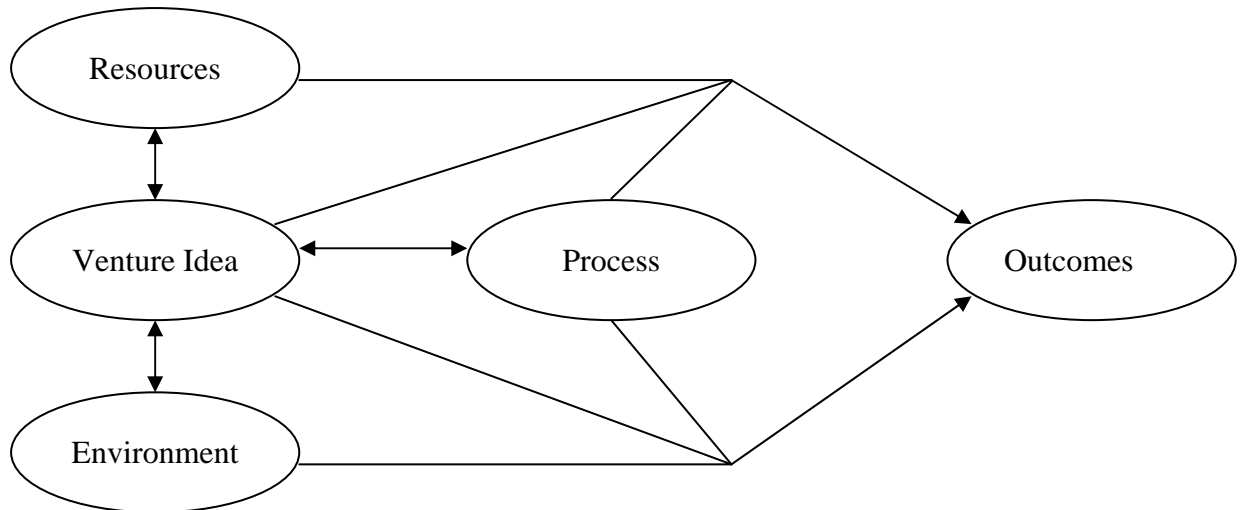 Resources
Venture Idea
Process
Outcomes
Environment